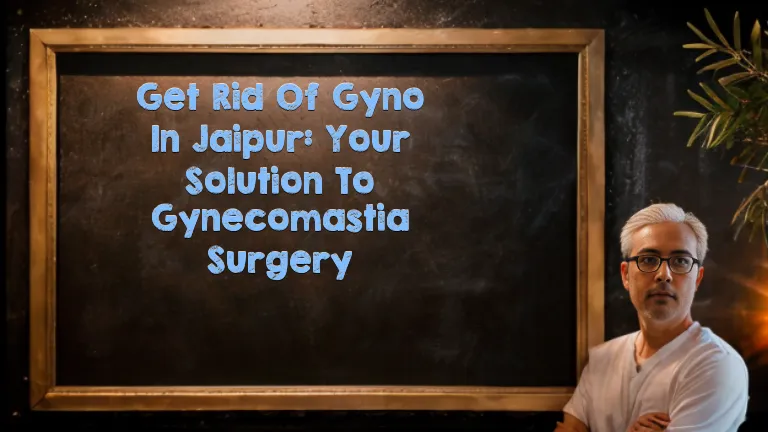 Get Rid Of Gyno
In Jaipur: Your
Solution To
Gynecomastia
Surgery